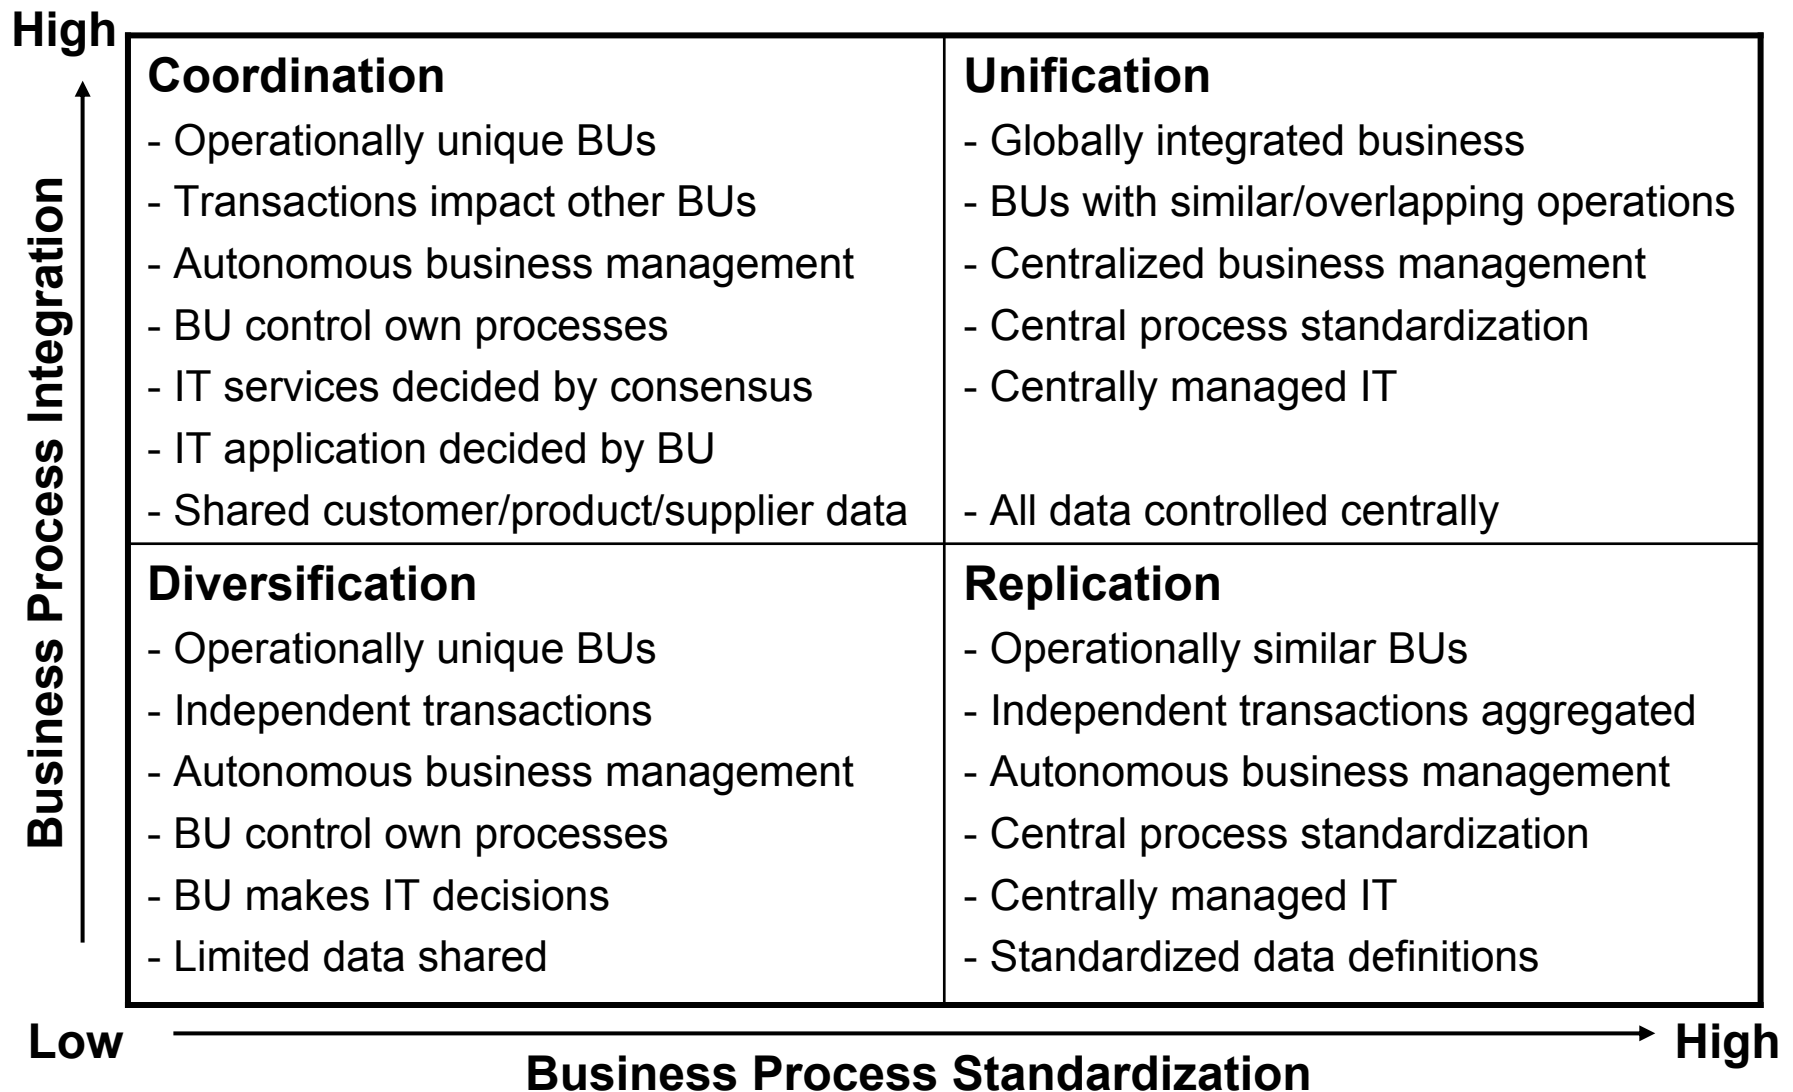 High
Business Process Integration
Coordination
- Operationally unique BUs
- Transactions impact other BUs
- Autonomous business management
- BU control own processes
- IT services decided by consensus
- IT application decided by BU
- Shared customer/product/supplier data
Unification
- Globally integrated business
- BUs with similar/overlapping operations
- Centralized business management
- Central process standardization
- Centrally managed IT
- All data controlled centrally
Diversification
- Operationally unique BUs
- Independent transactions
- Autonomous business management
- BU control own processes
- BU makes IT decisions
- Limited data shared
Replication
- Operationally similar BUs
- Independent transactions aggregated
- Autonomous business management
- Central process standardization
- Centrally managed IT
- Standardized data definitions
Low
High
Business Process Standardization